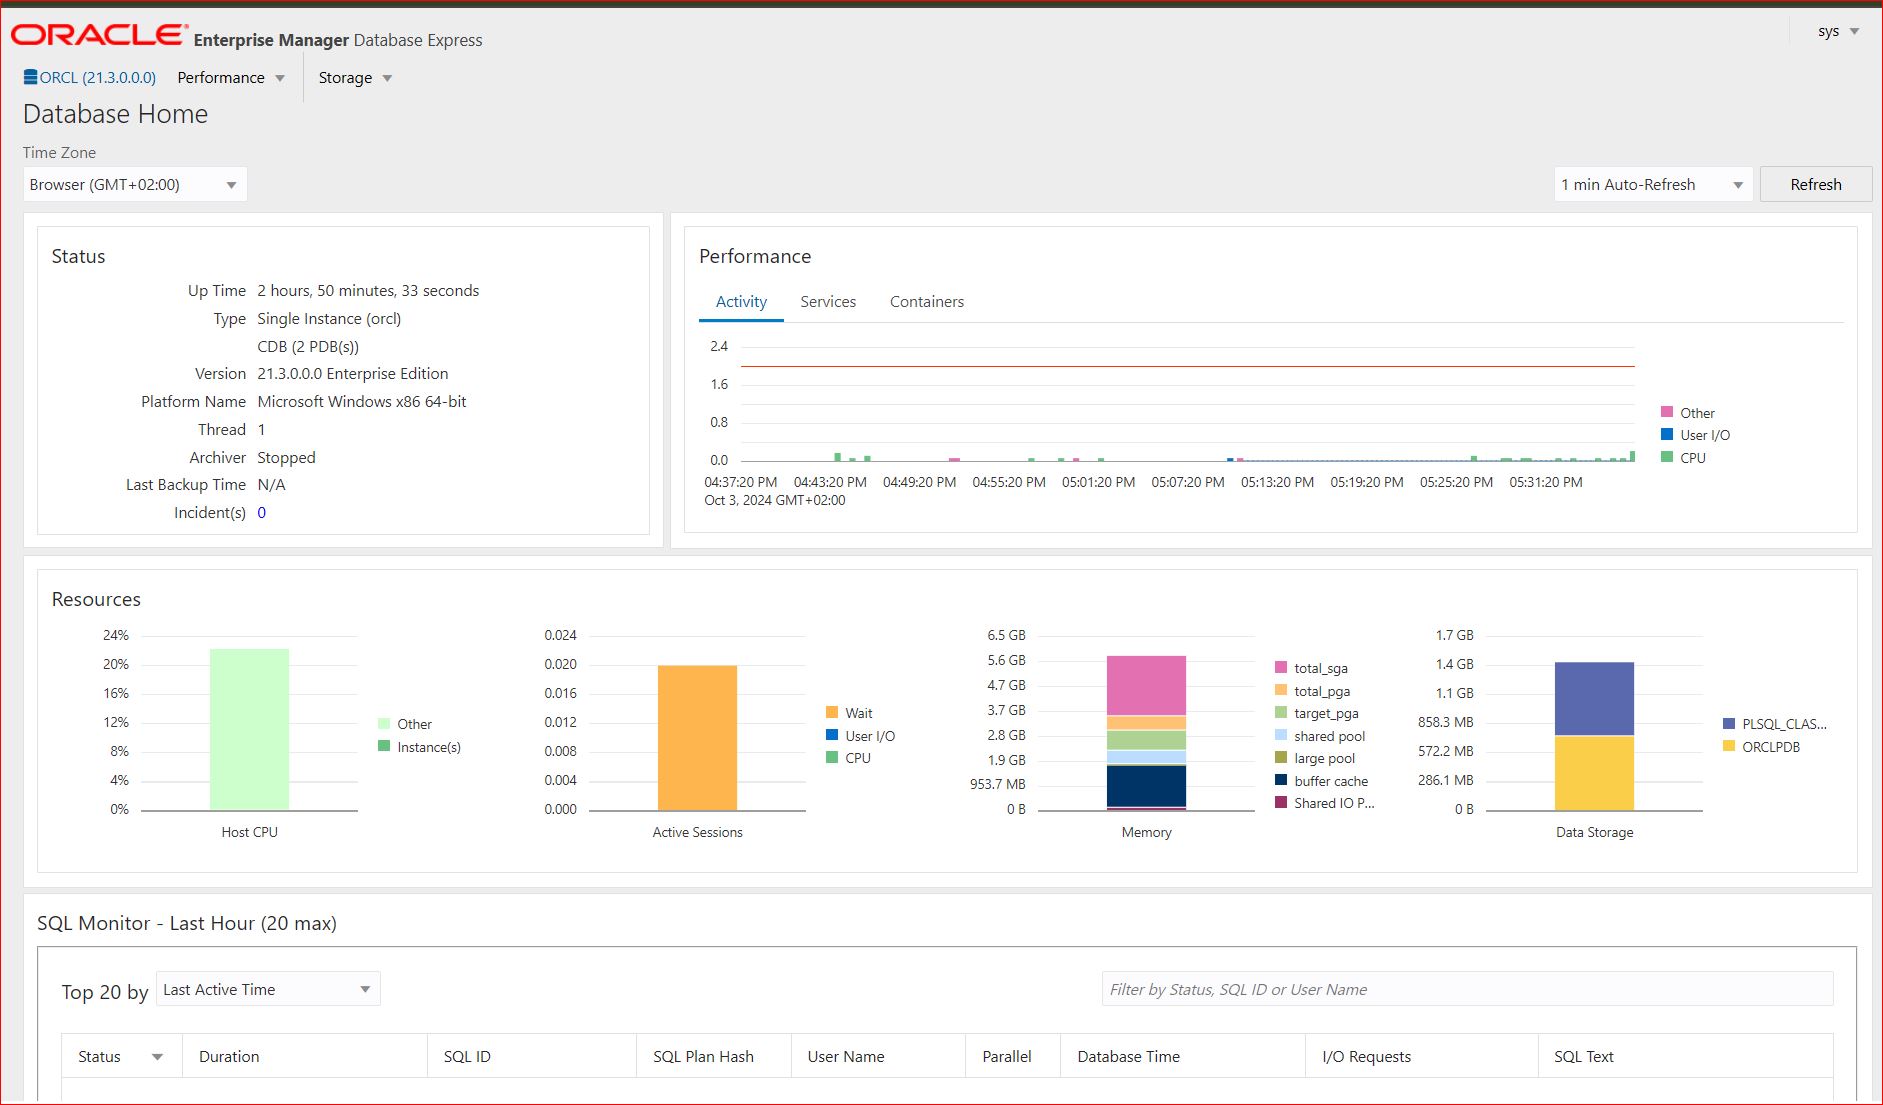 ORACLE Enterprise Manager Database Express
sys
ORCL (21.3.0.0.0) Performance Storage
Database Home
Time Zone
Browser (GMT+02:00)
1 min Auto-Refresh Refresh
Status
Up Time 2 hours, 50 minutes, 33 seconds
Type Single Instance (orcl)
CDB (2 PDB(s))
Version 21.3.0.0.0 Enterprise Edition
Platform Name Microsoft Windows x86 64-bit
Thread 1
Archiver Stopped
Last Backup Time N/A
Incident(s) 0
Performance
Activity Services Containers
2.4
1.6
0.8
0.0
04:37:20 PM 04:43:20 PM 04:49:20 PM 04:55:20 PM 05:01:20 PM 05:07:20 PM 05:13:20 PM 05:19:20 PM 05:25:20 PM 05:31:20 PM
Oct 3, 2024 GMT+02:00
Other
User I/O
CPU
Resources
24%
20%
16%
12%
8%
4%
0%
Host CPU
Other
Instance(s)
0.024
0.020
0.016
0.012
0.008
0.004
0.000
Active Sessions
Wait
User I/O
CPU
6.5 GB
5.6 GB
4.7 GB
3.7 GB
2.8 GB
1.9 GB
953.7 MB
0 B
Memory
total_sga
total_pga
target_pga
shared pool
large pool
buffer cache
Shared IO P...
1.7 GB
1.4 GB
1.1 GB
858.3 MB
572.2 MB
286.1 MB
0 B
Data Storage
PLSQL_CLAS...
ORCLPDB
SQL Monitor - Last Hour (20 max)
Top 20 by Last Active Time
Filter by Status, SQL ID or User Name
Status Duration SQL ID SQL Plan Hash User Name Parallel Database Time I/O Requests SQL Text